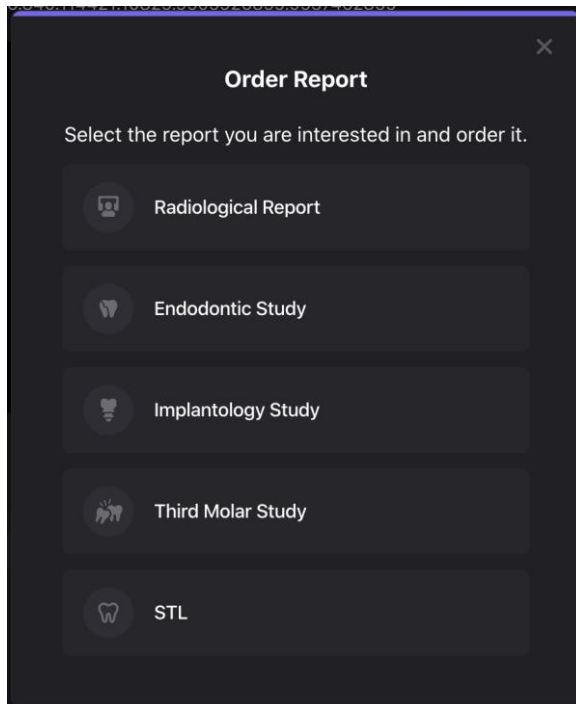 Order Report
Select the report you are interested in and order it.
Radiological Report
Endodontic Study
Implantology Study
Third Molar Study
STL